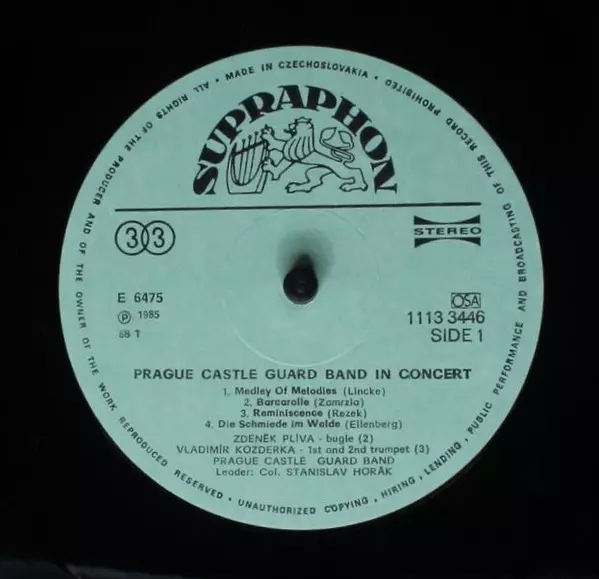 ALL RIGHTS OF THE PRODUCER AND OF THE OWNER OF THE WORK REPRODUCED RESERVED • UNAUTHORIZED COPYING, HIRING, LENDING, PUBLIC PERFORMANCE AND BROADCASTING OF THIS RECORD PROHIBITED • MADE IN CZECHOSLOVAKIA •
SUPRAPHON
33
STEREO
E 6475
OSA
℗ 1985
1113 3446
68 T
SIDE 1
PRAGUE CASTLE GUARD BAND IN CONCERT
1. Medley Of Melodies (Lincke)
2. Barcarolle (Zamrzla)
3. Reminiscence (Rezek)
4. Die Schmiede im Walde (Eilenberg)
ZDENĚK PLÍVA - bugle (2)
VLADIMÍR KOZDERKA - 1st and 2nd trumpet (3)
PRAGUE CASTLE GUARD BAND
Leader: Col. STANISLAV HORÁK